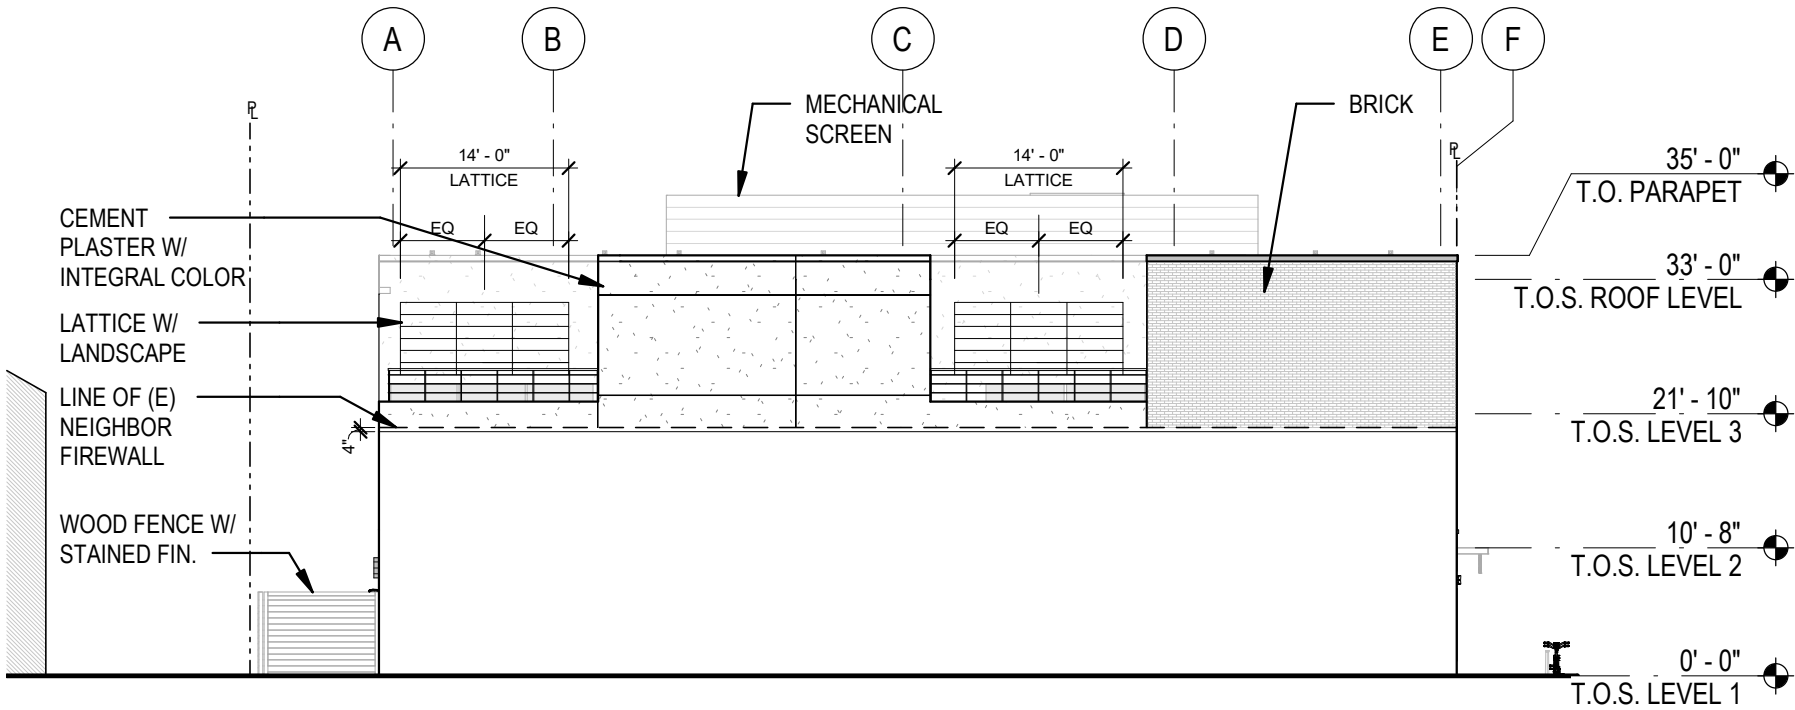 A
B
C
D
E
F
PL
MECHANICAL
SCREEN
BRICK
PL
14' - 0"
LATTICE
14' - 0"
LATTICE
EQ
EQ
EQ
EQ
CEMENT
PLASTER W/
INTEGRAL COLOR
LATTICE W/
LANDSCAPE
LINE OF (E)
NEIGHBOR
FIREWALL
4"
WOOD FENCE W/
STAINED FIN.
35' - 0"
T.O. PARAPET
33' - 0"
T.O.S. ROOF LEVEL
21' - 10"
T.O.S. LEVEL 3
10' - 8"
T.O.S. LEVEL 2
0' - 0"
T.O.S. LEVEL 1